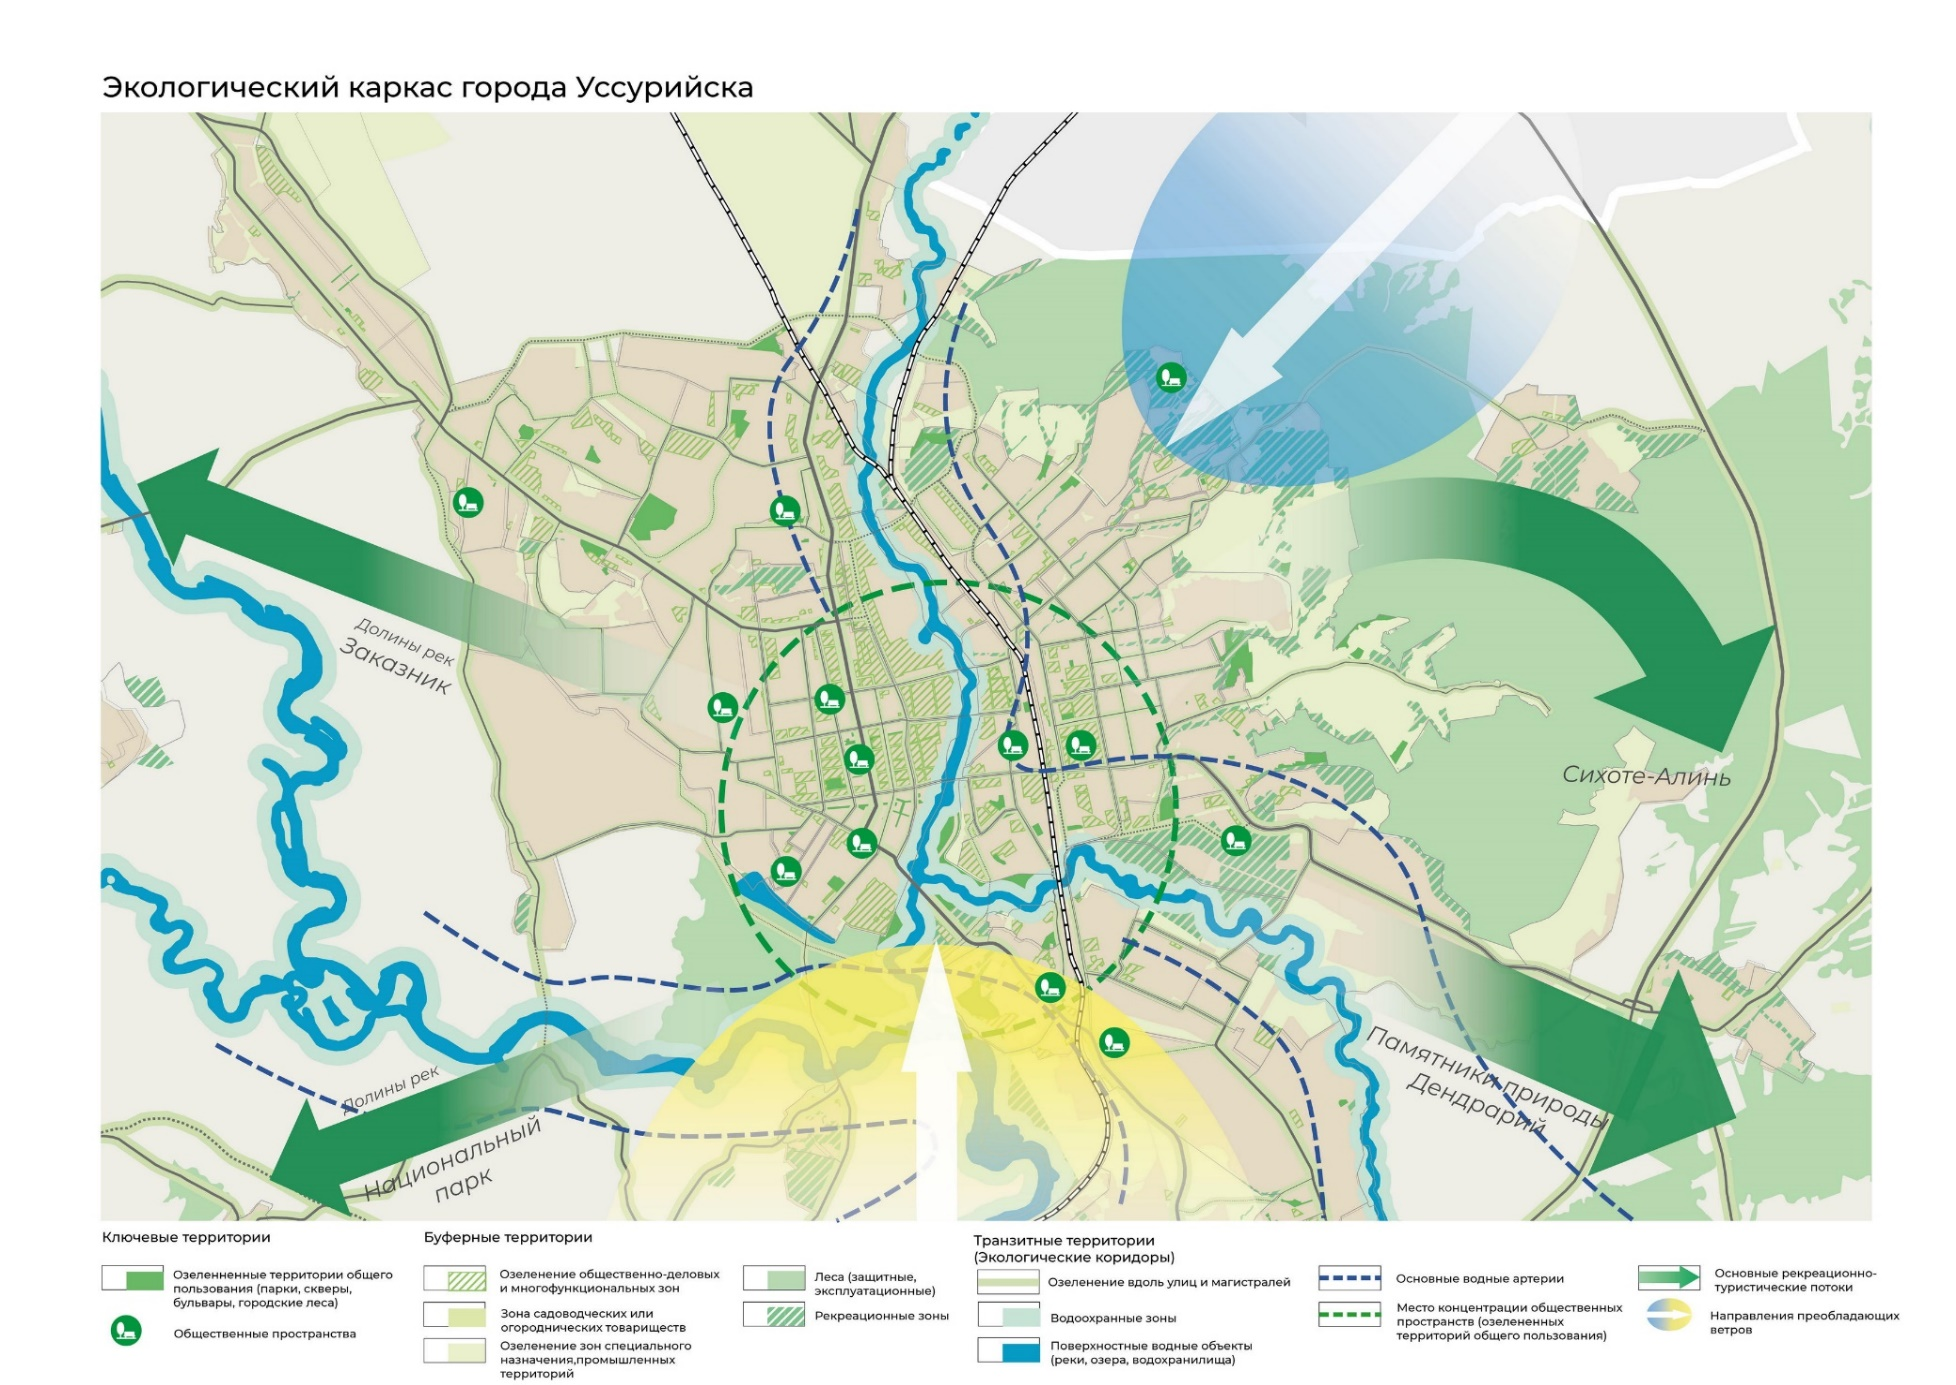 Экологический каркас города Уссурийска
Долины рек
Заказник
Сихоте-Алинь
Памятники природы
Дендрарий
Долины рек
Национальный
парк
Ключевые территории
Озелененные территории общего
пользования (парки, скверы,
бульвары, городские леса)
Общественные пространства
Буферные территории
Озеленение общественно-деловых
и многофункциональных зон
Зона садоводческих или
огороднических товариществ
Озеленение зон специального
назначения,промышленных
территорий
Леса (защитные,
эксплуатационные)
Рекреационные зоны
Транзитные территории
(Экологические коридоры)
Озеленение вдоль улиц и магистралей
Водоохранные зоны
Поверхностные водные объекты
(реки, озера, водохранилища)
Основные водные артерии
Место концентрации общественных
пространств (озелененных
территорий общего пользования)
Основные рекреационно-
туристические потоки
Направления преобладающих
ветров